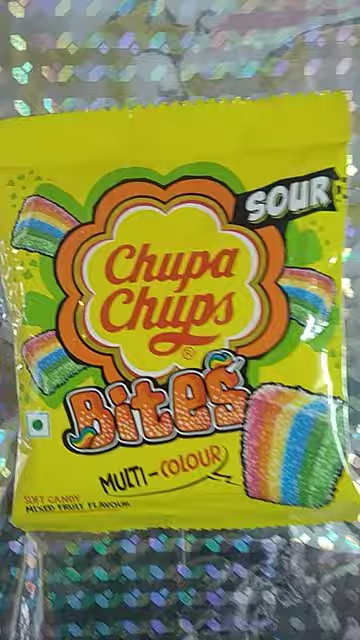 SOUR
Chupa
Chups
®
Bites
MULTI-COLOUR
SOFT CANDY
MIXED FRUIT FLAVOUR